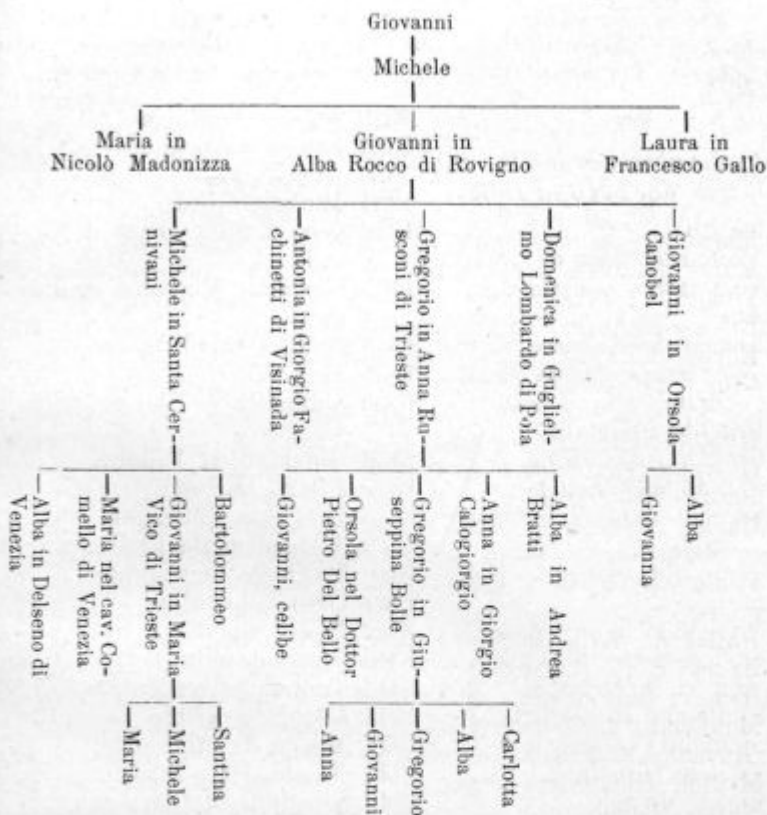 Giovanni
Michele
Maria in
Nicolò Madonizza
Giovanni in
Alba Rocco di Rovigno
Laura in
Francesco Gallo
Michele in Santa Cer-
nivani
Antonia in Giorgio Fa-
chinetti di Visinada
Gregorio in Anna Ru-
sconi di Trieste
Domenica in Gugliel-
mo Lombardo di Pola
Giovanni in Orsola
Canobel
Alba in Delseno di
Venezia
Maria nel cav. Co-
mello di Venezia
Giovanni in Maria
Vico di Trieste
Bartolommeo
Giovanni, celibe
Orsola nel Dottor
Pietro Del Bello
Gregorio in Giu-
seppina Bolle
Anna in Giorgio
Calogiorgio
Alba in Andrea
Bratti
Giovanna
Alba
Maria
Michele
Santina
Anna
Giovanni
Gregorio
Alba
Carlotta